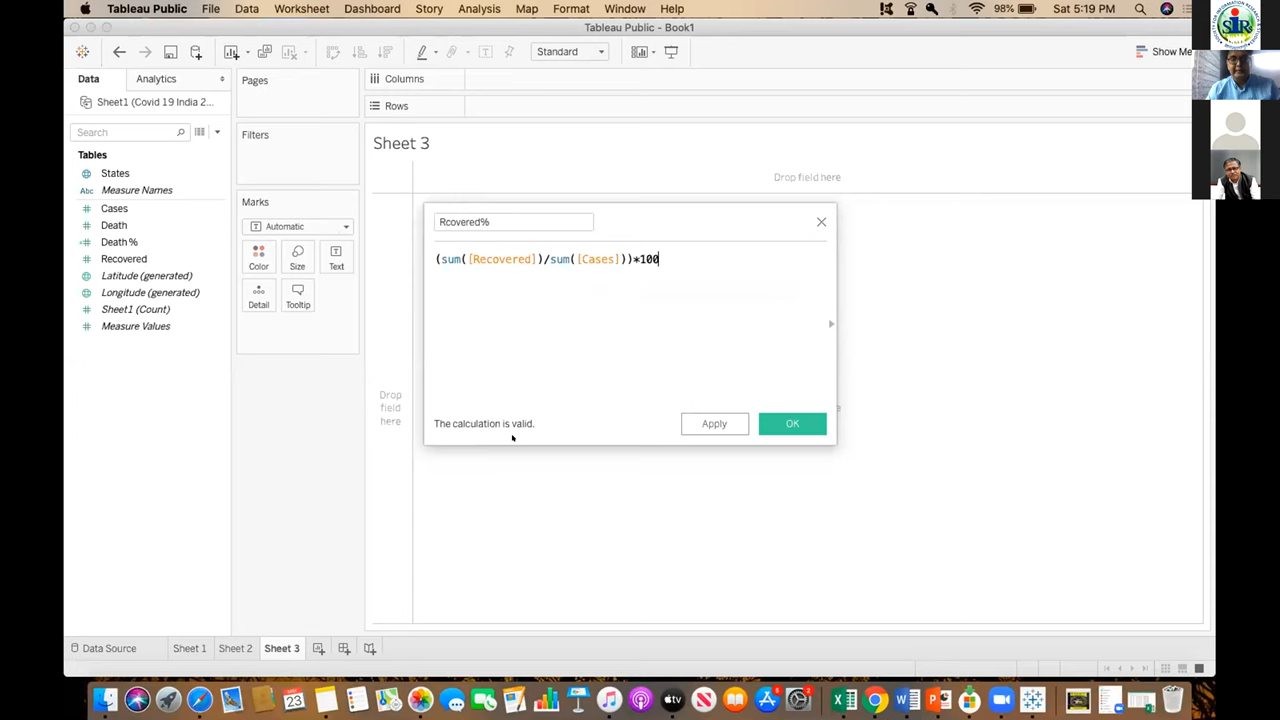 Tableau Public File Data Worksheet Dashboard Story Analysis Map Format Window Help
98% Sat 5:19 PM
Tableau Public - Book1
Standard
Show Me
Data Analytics
Pages
Columns
Sheet1 (Covid 19 India 2...
Rows
Search
Filters
Tables
Sheet 3
States
Abc Measure Names
Drop field here
Cases
Marks
Death
Automatic
Rcovered%
Death %
Recovered
(sum([Recovered])/sum([Cases]))*100
Color Size Text
Latitude (generated)
Longitude (generated)
Detail Tooltip
Sheet1 (Count)
Measure Values
Drop
field
here
The calculation is valid.
Apply
OK
Data Source Sheet 1 Sheet 2 Sheet 3